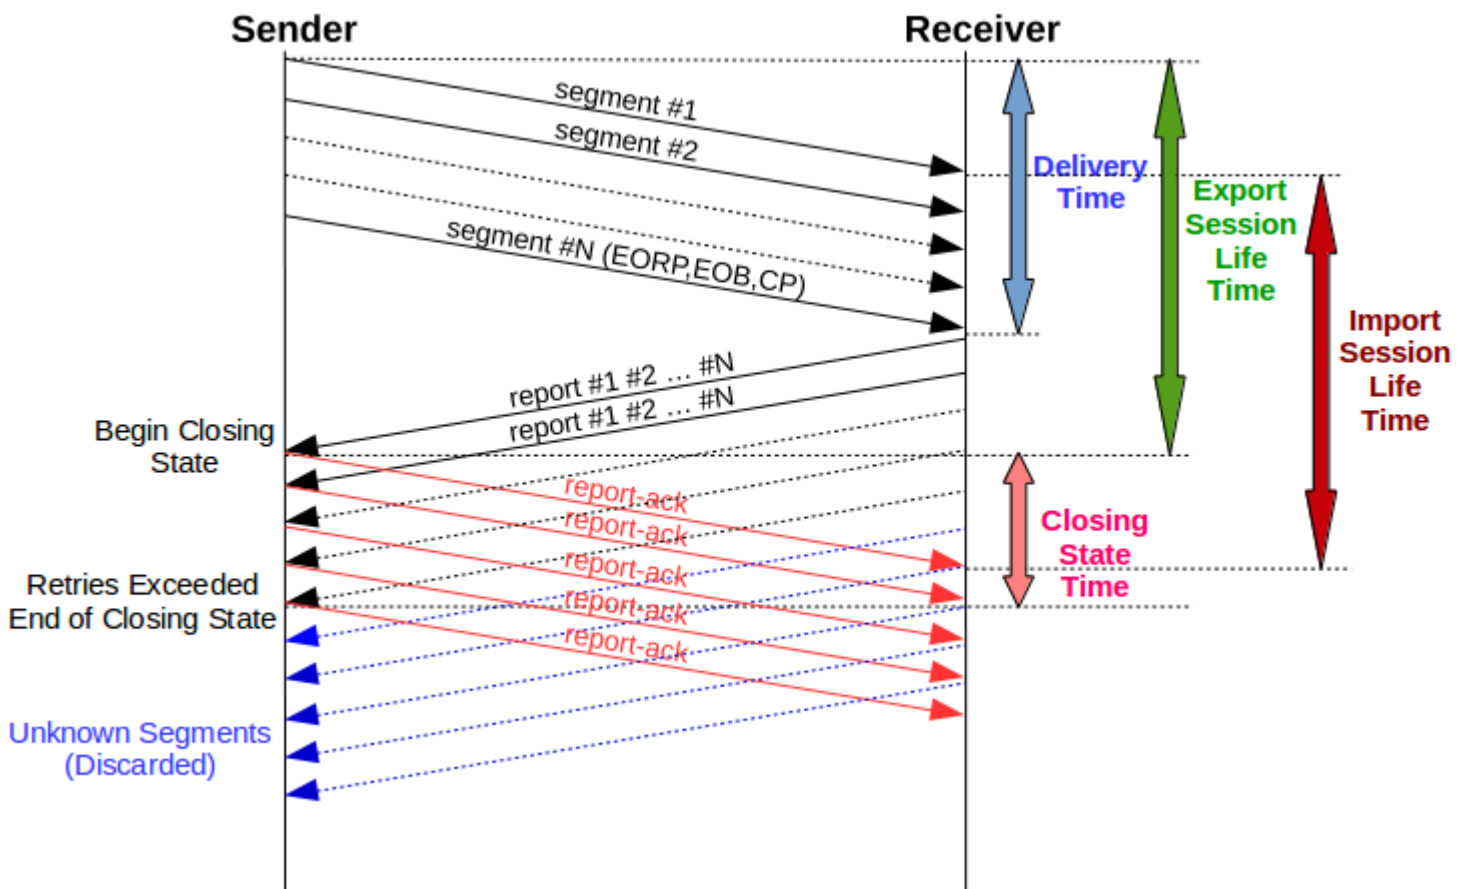 Sender
Receiver
segment #1
segment #2
segment #N (EORP,EOB,CP)
Delivery
Time
Export
Session
Life
Time
Import
Session
Life
Time
report #1 #2 ... #N
report #1 #2 ... #N
Begin Closing
State
report-ack
report-ack
report-ack
report-ack
report-ack
Closing
State
Time
Retries Exceeded
End of Closing State
Unknown Segments
(Discarded)